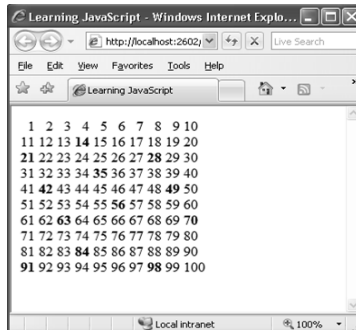 Learning JavaScript - Windows Internet Explo...
http://localhost:2602/
Live Search
File Edit View Favorites Tools Help
Learning JavaScript
1 2 3 4 5 6 7 8 9 10
11 12 13 14 15 16 17 18 19 20
21 22 23 24 25 26 27 28 29 30
31 32 33 34 35 36 37 38 39 40
41 42 43 44 45 46 47 48 49 50
51 52 53 54 55 56 57 58 59 60
61 62 63 64 65 66 67 68 69 70
71 72 73 74 75 76 77 78 79 80
81 82 83 84 85 86 87 88 89 90
91 92 93 94 95 96 97 98 99 100
Local intranet 100%